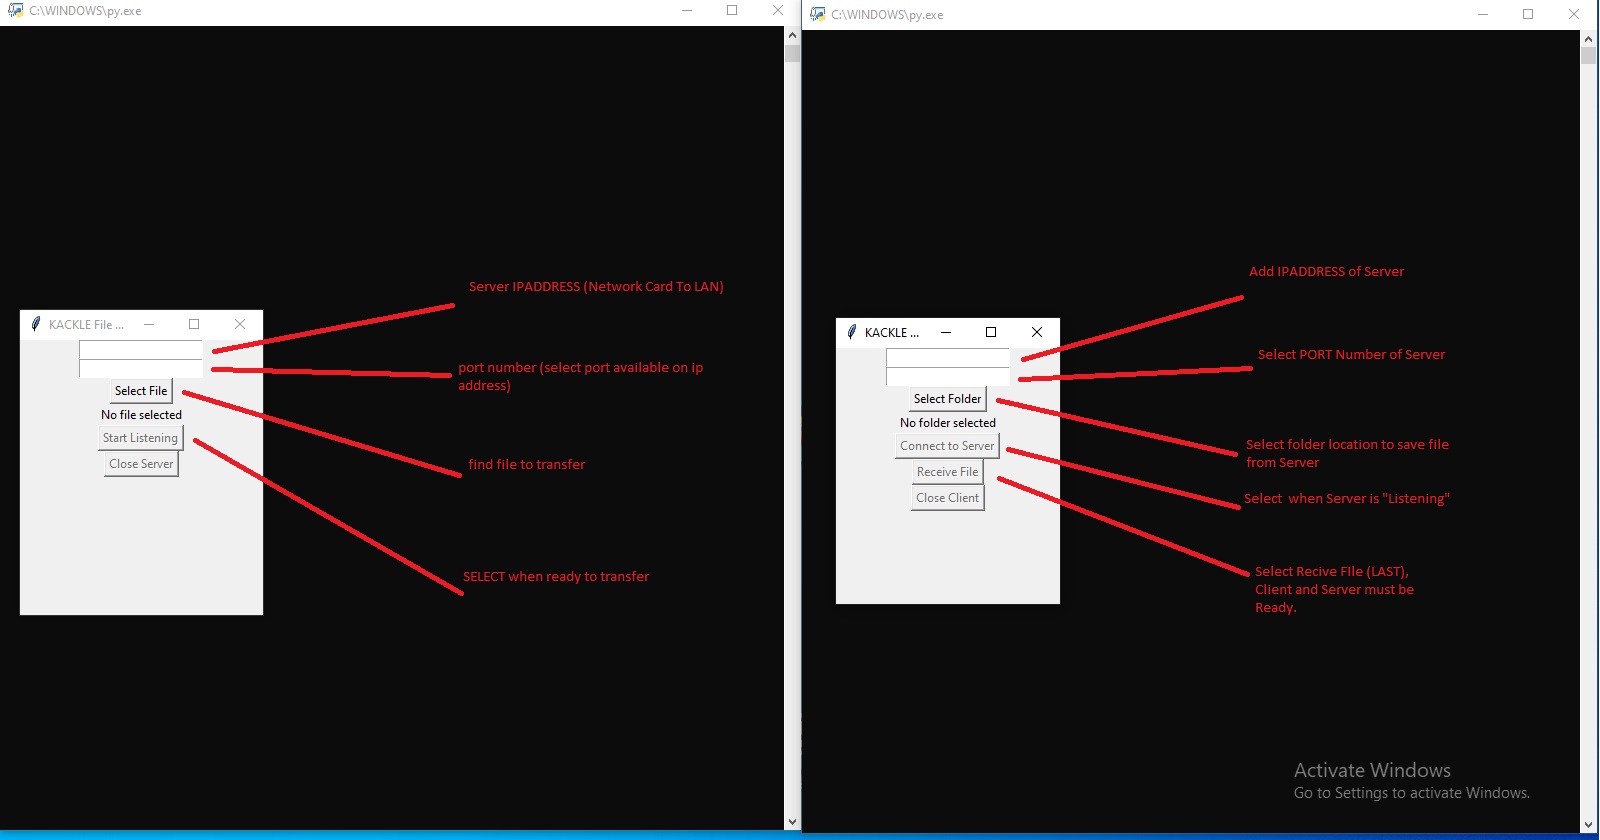 C:\WINDOWS\py.exe
Server IPADDRESS (Network Card To LAN)
KACKLE File ...
port number (select port available on ip
address)
Select File
No file selected
Start Listening
Close Server
find file to transfer
SELECT when ready to transfer
C:\WINDOWS\py.exe
Add IPADDRESS of Server
KACKLE ...
Select PORT Number of Server
Select Folder
No folder selected
Connect to Server
Receive File
Close Client
Select folder location to save file
from Server
Select when Server is "Listening"
Select Recive FIle (LAST),
Client and Server must be
Ready.
Activate Windows
Go to Settings to activate Windows.